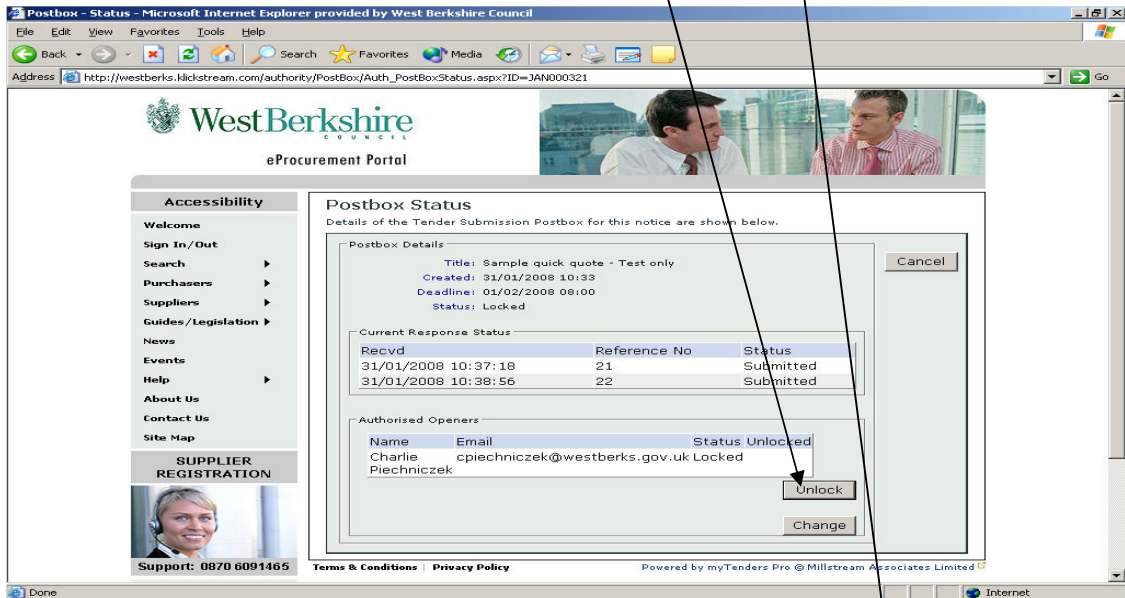 Postbox - Status - Microsoft Internet Explorer provided by West Berkshire Council
File Edit View Favorites Tools Help
Back Search Favorites Media
Address http://westberks.klickstream.com/authority/PostBox/Auth_PostBoxStatus.aspx?ID=JAN000321 Go
West Berkshire
COUNCIL
eProcurement Portal
Accessibility
Welcome
Sign In/Out
Search
Purchasers
Suppliers
Guides/Legislation
News
Events
Help
About Us
Contact Us
Site Map
SUPPLIER
REGISTRATION
Support: 0870 6091465
Postbox Status
Details of the Tender Submission Postbox for this notice are shown below.
Postbox Details
Title: Sample quick quote - Test only
Created: 31/01/2008 10:33
Deadline: 01/02/2008 08:00
Status: Locked
Cancel
Current Response Status
Recvd Reference No Status
31/01/2008 10:37:18 21 Submitted
31/01/2008 10:38:56 22 Submitted
Authorised Openers
Name Email Status Unlocked
Charlie cpiechniczek@westberks.gov.uk Locked
Piechniczek
Unlock
Change
Terms & Conditions | Privacy Policy Powered by myTenders Pro © Millstream Associates Limited
Done Internet